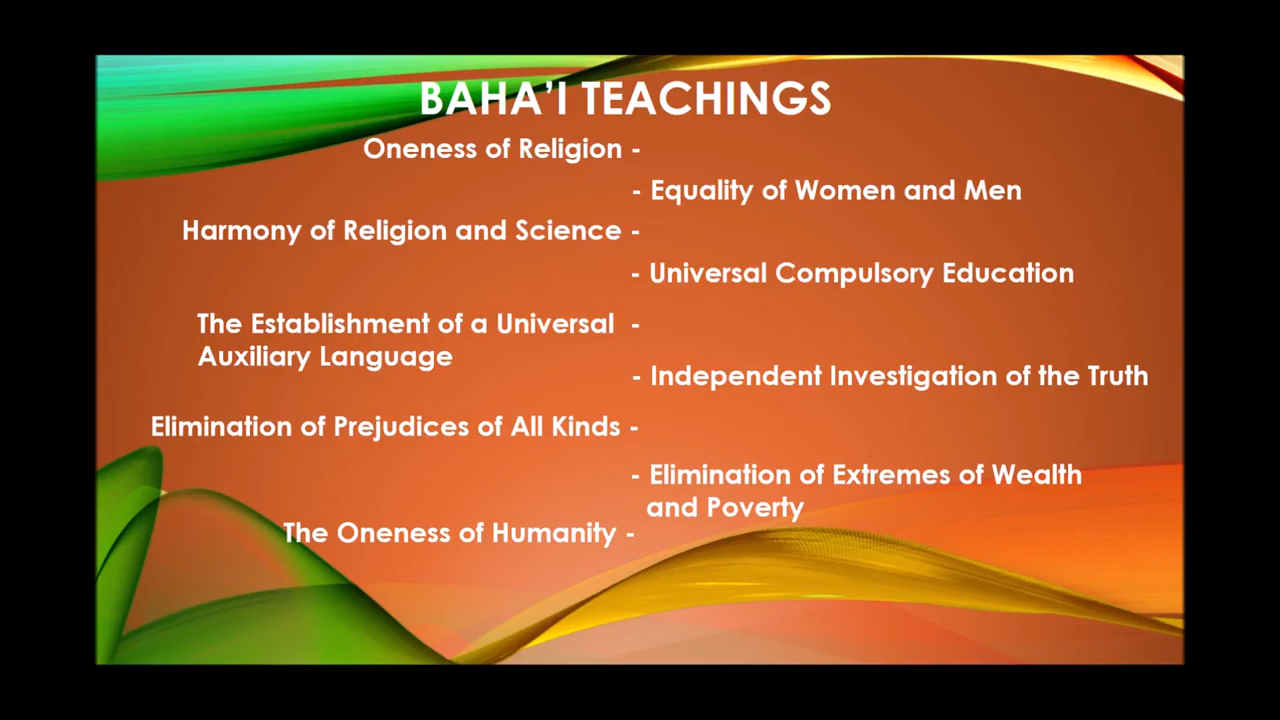 BAHA'I TEACHINGS
Oneness of Religion -
- Equality of Women and Men
Harmony of Religion and Science -
- Universal Compulsory Education
The Establishment of a Universal -
Auxiliary Language
- Independent Investigation of the Truth
Elimination of Prejudices of All Kinds -
- Elimination of Extremes of Wealth
and Poverty
The Oneness of Humanity -